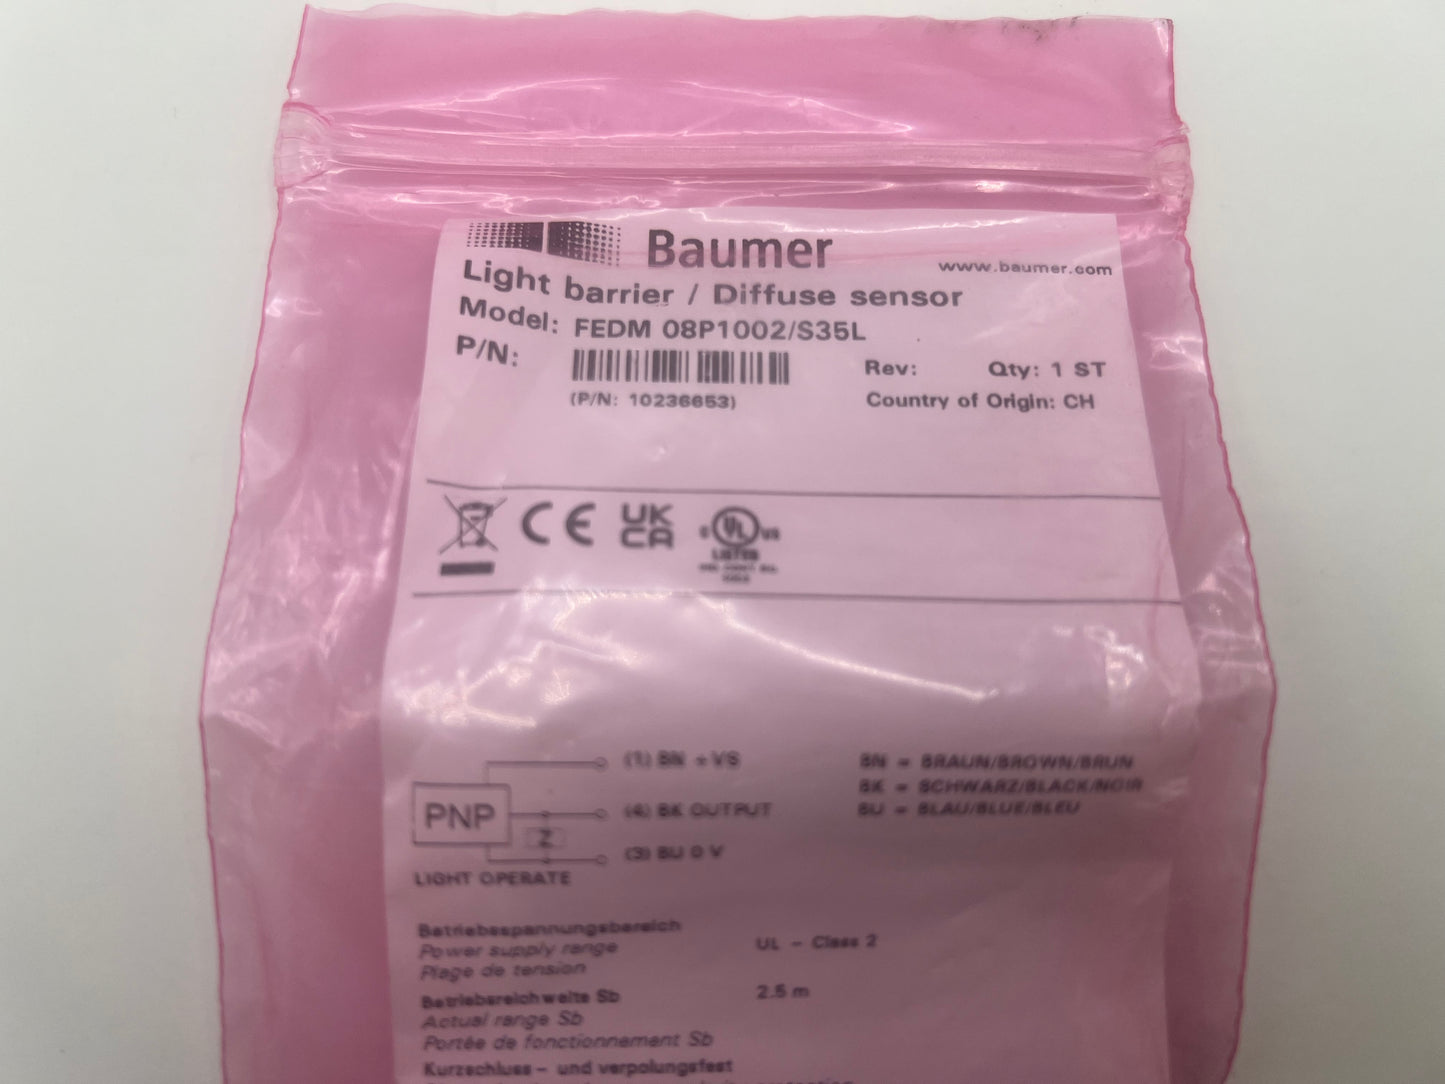 Baumer
www.baumer.com
Light barrier / Diffuse sensor
Model: FEDM 08P1002/S35L
P/N:
Rev: Qty: 1 ST
(P/N: 10236653)
Country of Origin: CH
CE UK CA
C UL US
LISTED
(1) BN + VS
BN = BRAUN/BROWN/BRUN
BK = SCHWARZ/BLACK/NOIR
PNP
(4) BK OUTPUT
BU = BLAU/BLUE/BLEU
Z
(3) BU 0 V
LIGHT OPERATE
Betriebsspannungsbereich
Power supply range
UL - Class 2
Plage de tension
Betriebsreichweite Sb
2.5 m
Actual range Sb
Portée de fonctionnement Sb
Kurzschluss- und verpolungsfest